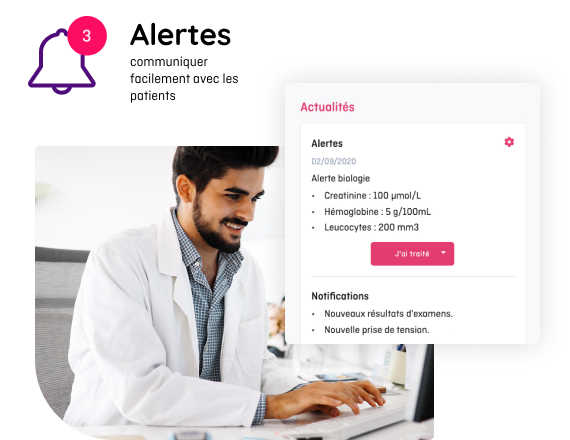 3
Alertes
communiquer
facilement avec les
patients
Actualités
Alertes
02/09/2020
Alerte biologie
• Creatinine : 100 µmol/L
• Hémoglobine : 5 g/100mL
• Leucocytes : 200 mm3
J'ai traité
Notifications
• Nouveaux résultats d'examens.
• Nouvelle prise de tension.